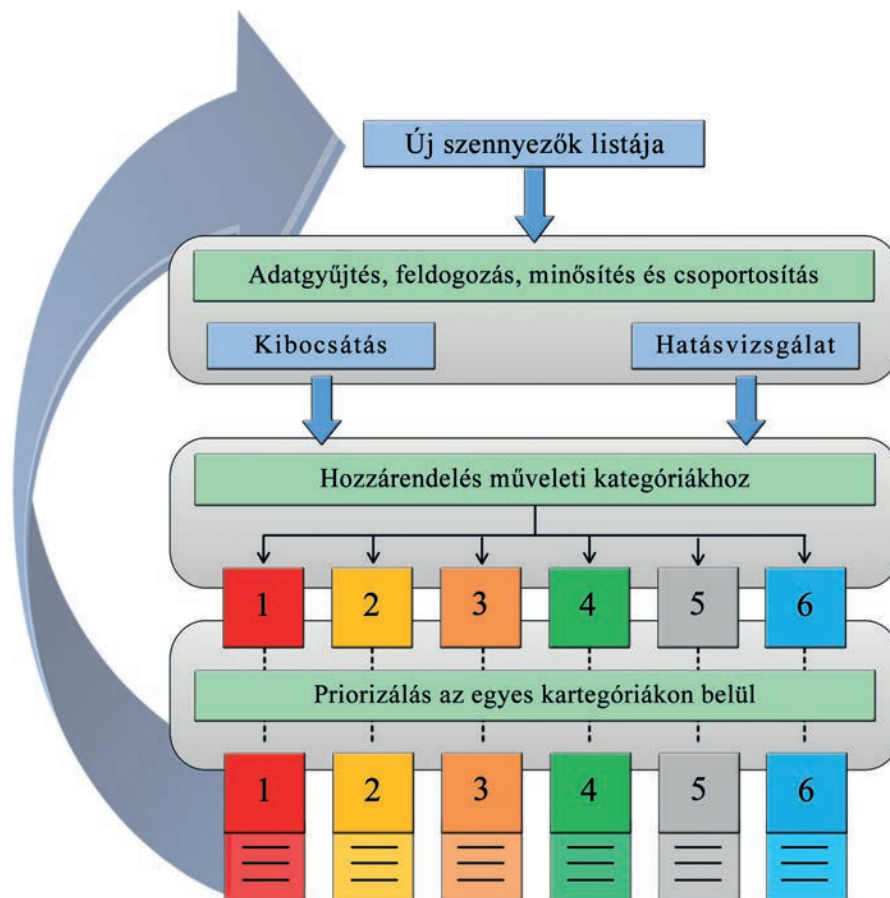 Új szennyezők listája
Adatgyűjtés, feldogozás, minősítés és csoportosítás
Kibocsátás
Hatásvizsgálat
Hozzárendelés műveleti kategóriákhoz
1 2 3 4 5 6
Priorizálás az egyes kartegóriákon belül
1 2 3 4 5 6